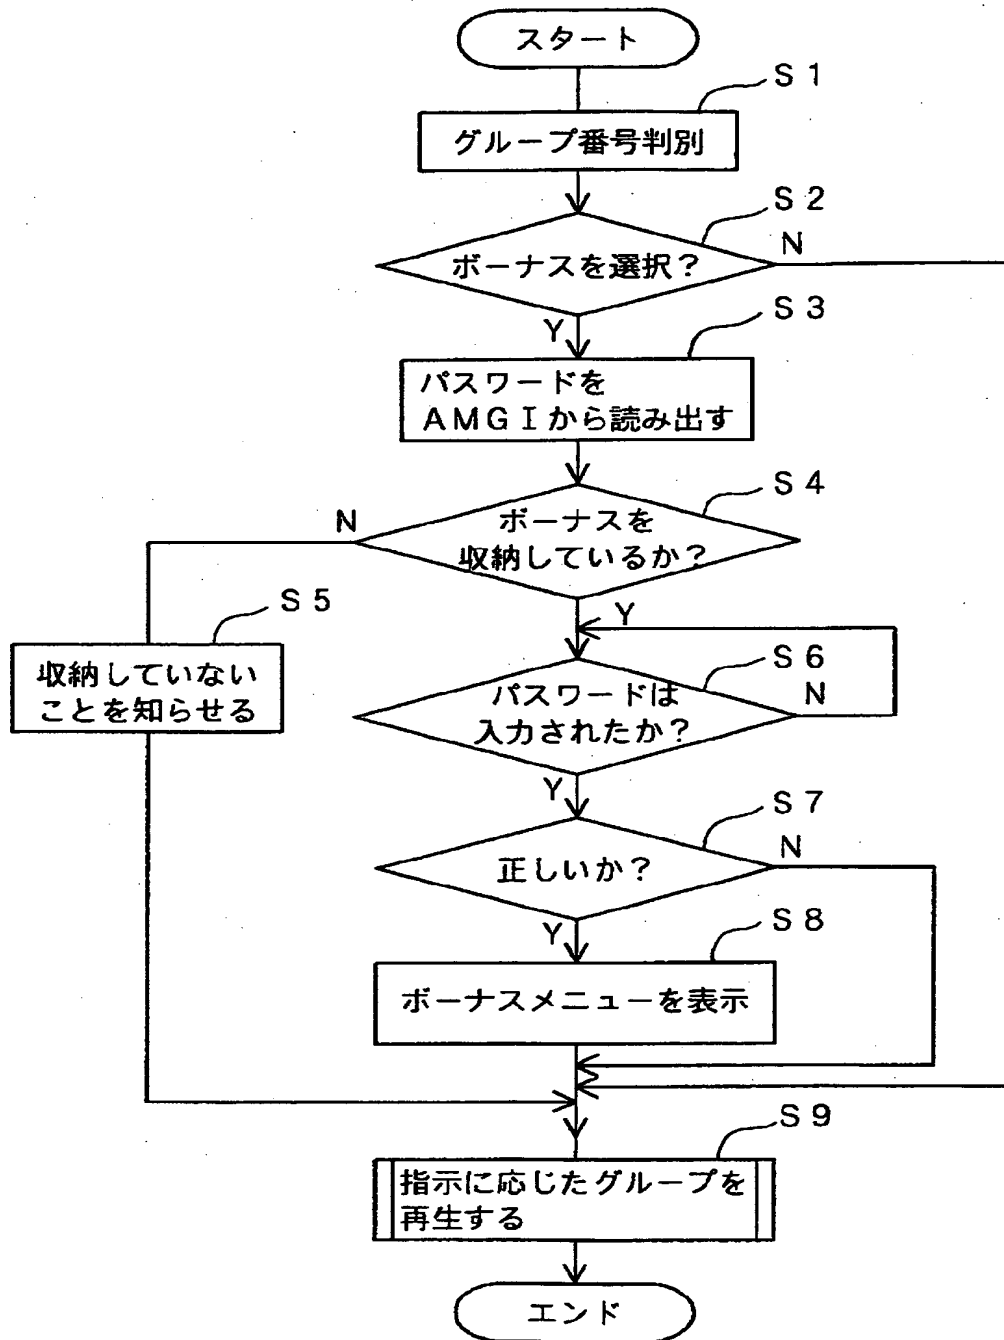 スタート
S1
グループ番号判別
S2
ボーナスを選択?
N
Y
S3
パスワードを
AMGIから読み出す
S4
ボーナスを
収納しているか?
N
Y
S5
収納していない
ことを知らせる
S6
パスワードは
入力されたか?
N
Y
S7
正しいか?
N
Y
S8
ボーナスメニューを表示
S9
指示に応じたグループを
再生する
エンド